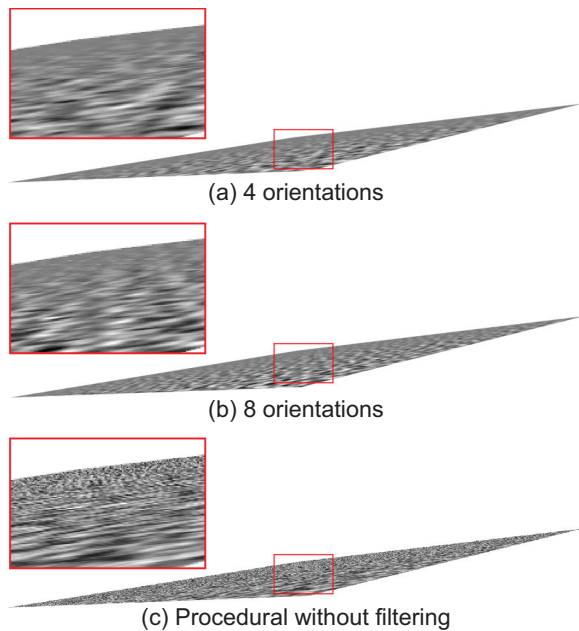 (a) 4 orientations
(b) 8 orientations
(c) Procedural without filtering